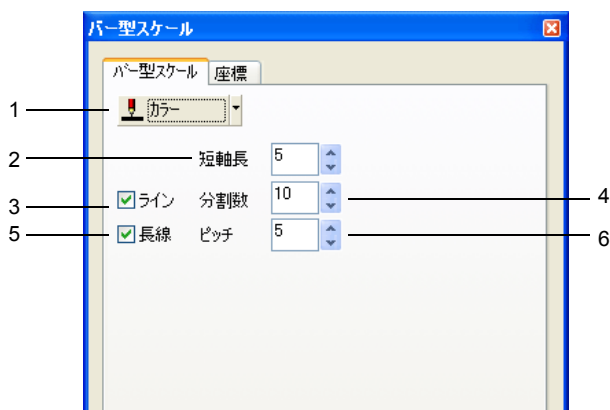 バー型スケール
バー型スケール 座標
1 カラー
2 短軸長 5
3 ライン 分割数 10 4
5 長線 ピッチ 5 6